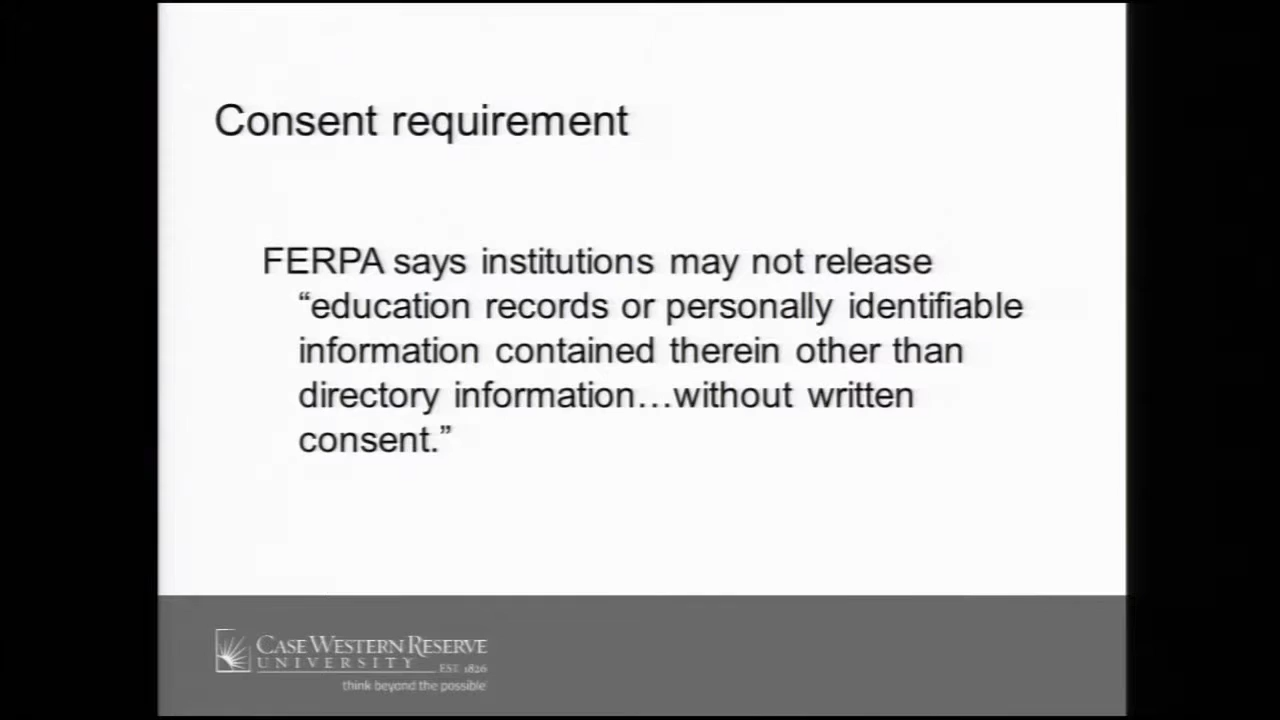 Consent requirement
FERPA says institutions may not release
“education records or personally identifiable
information contained therein other than
directory information…without written
consent.”
CASE WESTERN RESERVE
UNIVERSITY EST. 1826
think beyond the possible